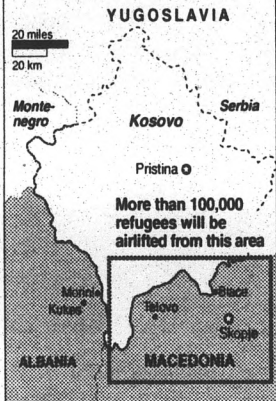 YUGOSLAVIA
20 miles
20 km
Monte-
negro
Kosovo
Serbia
Pristina
More than 100,000
refugees will be
airlifted from this area
Morini
Kukes
Tetovo
Blace
Skopje
ALBANIA
MACEDONIA